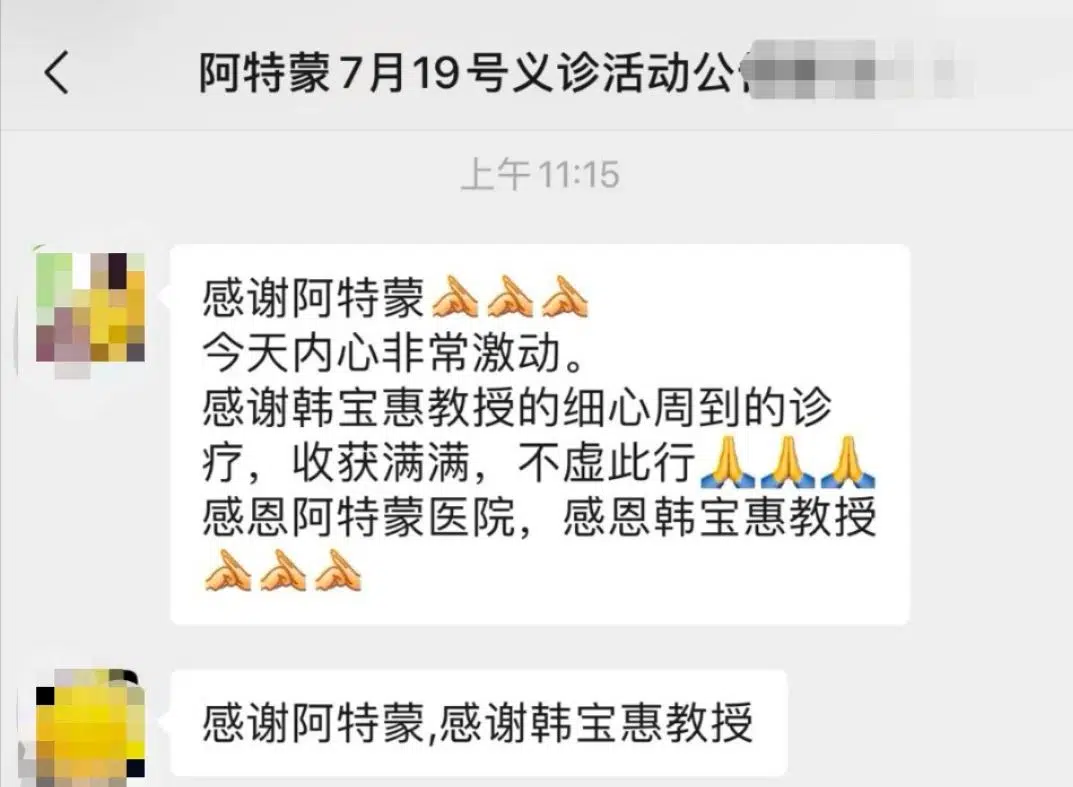 阿特蒙7月19号义诊活动公
上午11:15
感谢阿特蒙
今天内心非常激动。
感谢韩宝惠教授的细心周到的诊
疗，收获满满，不虚此行🙏🙏🙏
感恩阿特蒙医院，感恩韩宝惠教授
感谢阿特蒙,感谢韩宝惠教授